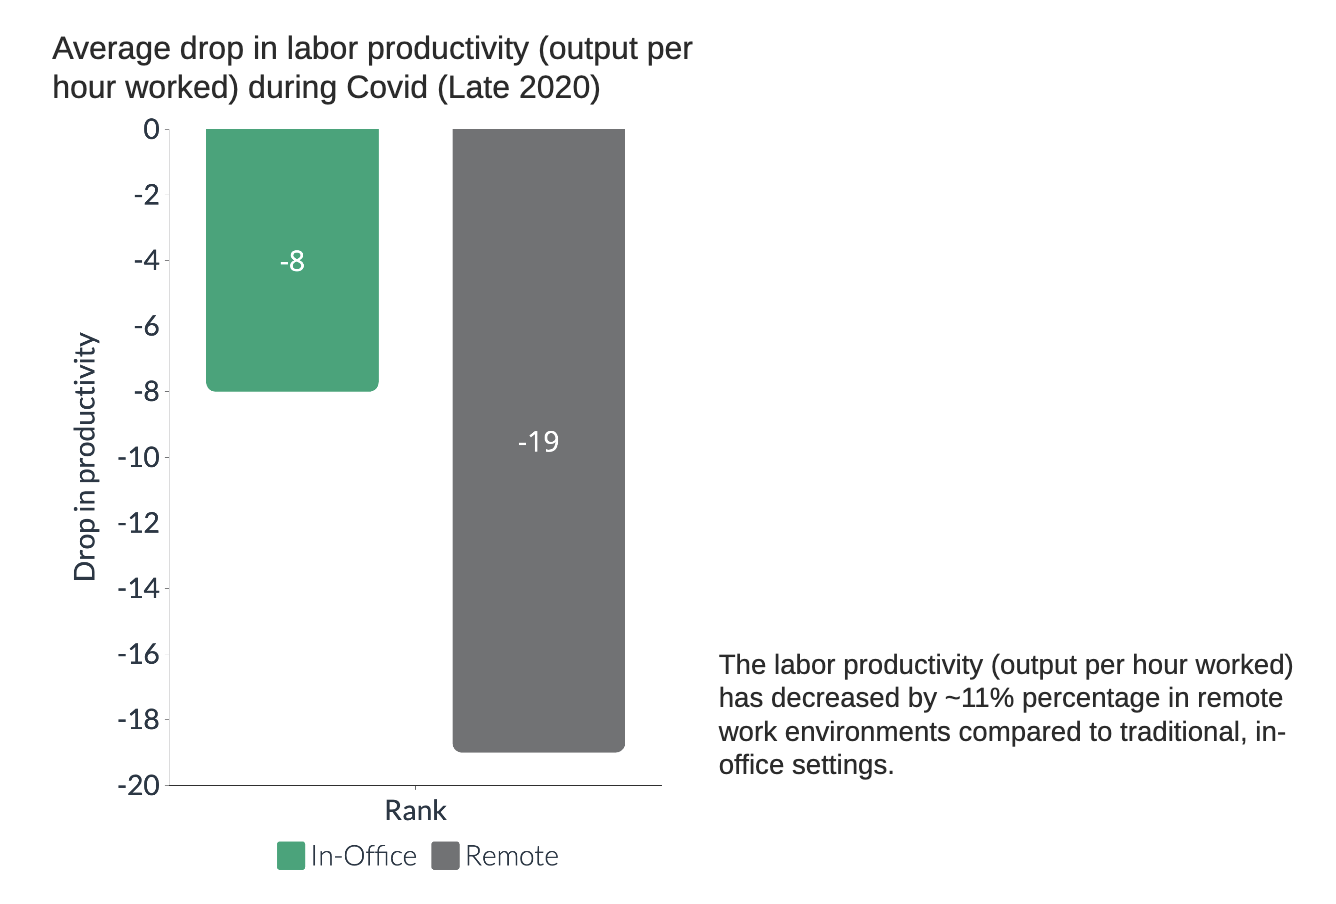 Average drop in labor productivity (output per
hour worked) during Covid (Late 2020)
0
-2
-4
-6
-8
-10
-12
-14
-16
-18
-20
Drop in productivity
-8
-19
Rank
In-Office
Remote
The labor productivity (output per hour worked)
has decreased by ~11% percentage in remote
work environments compared to traditional, in-
office settings.